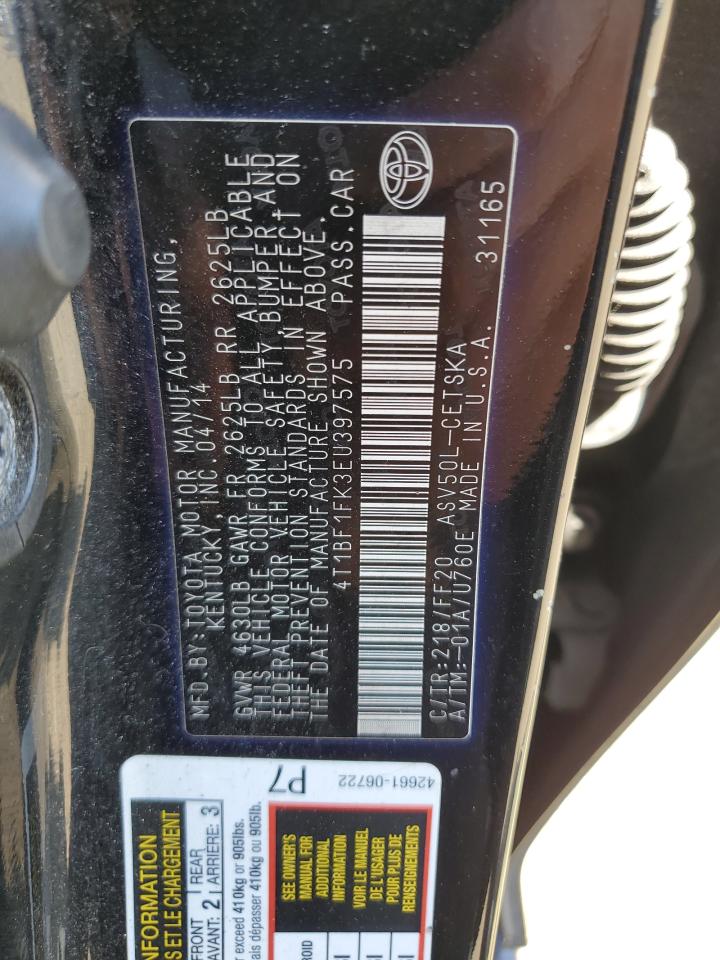 MFD.BY:TOYOTA MOTOR MANUFACTURING,
KENTUCKY, INC 04/14
GVWR 4630LB GAWR FR 2625LB RR 2625LB
THIS VEHICLE CONFORMS TO ALL APPLICABLE
FEDERAL MOTOR VEHICLE SAFETY, BUMPER, AND
THEFT PREVENTION STANDARDS IN EFFECT ON
THE DATE OF MANUFACTURE SHOWN ABOVE.
4T1BF1FK3EU397575 PASS.CAR
C/TR:218/FF20 ASV50L-CETSKA
A/TM:-01A/U760E MADE IN U.S.A. 31165
NFORMATION
S ET LE CHARGEMENT
FRONT
AVANT: 2
REAR
ARRIÈRE: 3
exceed 410kg or 905lbs.
ais dépasser 410kg ou 905lb.
SEE OWNER'S
MANUAL FOR
ADDITIONAL
INFORMATION
VOIR LE MANUEL
DE L'USAGER
POUR PLUS DE
RENSEIGNEMENTS
P7
42661-06722